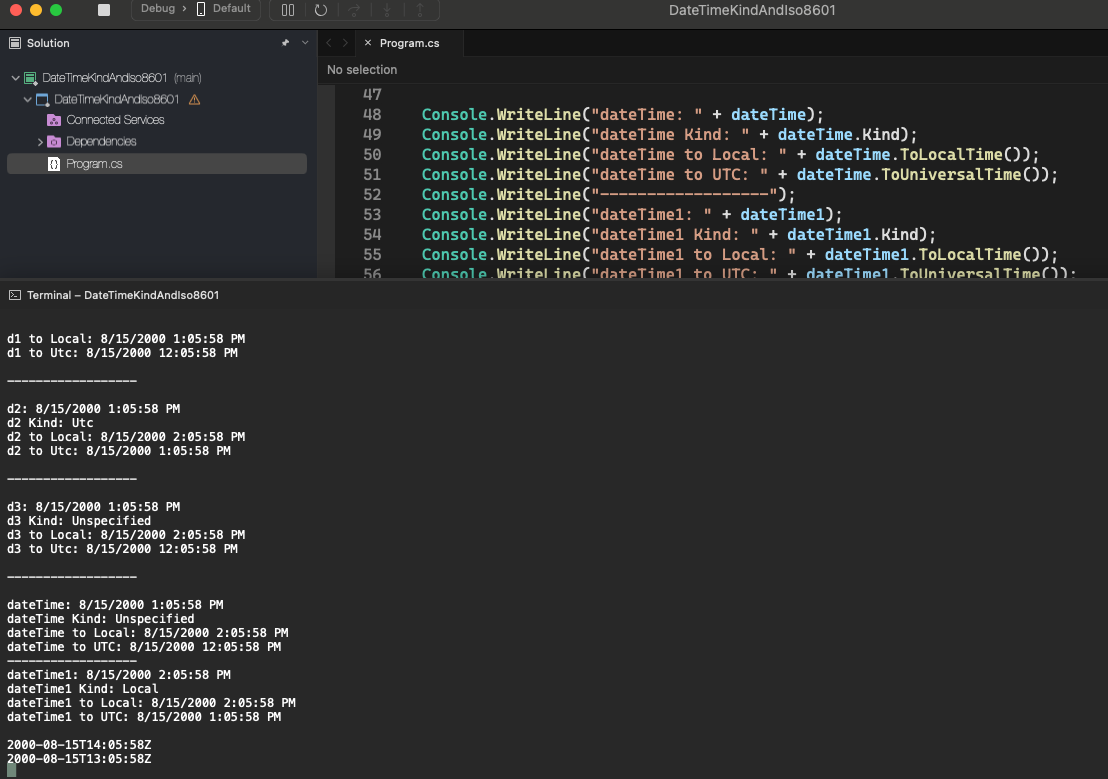 Debug › Default
DateTimeKindAndIso8601
Solution
Program.cs
No selection
DateTimeKindAndIso8601 (main)
DateTimeKindAndIso8601
Connected Services
Dependencies
Program.cs
47
48 Console.WriteLine("dateTime: " + dateTime);
49 Console.WriteLine("dateTime Kind: " + dateTime.Kind);
50 Console.WriteLine("dateTime to Local: " + dateTime.ToLocalTime());
51 Console.WriteLine("dateTime to UTC: " + dateTime.ToUniversalTime());
52 Console.WriteLine("------------------");
53 Console.WriteLine("dateTime1: " + dateTime1);
54 Console.WriteLine("dateTime1 Kind: " + dateTime1.Kind);
55 Console.WriteLine("dateTime1 to Local: " + dateTime1.ToLocalTime());
56 Console.WriteLine("dateTime1 to UTC: " + dateTime1.ToUniversalTime());
Terminal – DateTimeKindAndIso8601
d1 to Local: 8/15/2000 1:05:58 PM
d1 to Utc: 8/15/2000 12:05:58 PM
------------------
d2: 8/15/2000 1:05:58 PM
d2 Kind: Utc
d2 to Local: 8/15/2000 2:05:58 PM
d2 to Utc: 8/15/2000 1:05:58 PM
------------------
d3: 8/15/2000 1:05:58 PM
d3 Kind: Unspecified
d3 to Local: 8/15/2000 2:05:58 PM
d3 to Utc: 8/15/2000 12:05:58 PM
------------------
dateTime: 8/15/2000 1:05:58 PM
dateTime Kind: Unspecified
dateTime to Local: 8/15/2000 2:05:58 PM
dateTime to UTC: 8/15/2000 12:05:58 PM
------------------
dateTime1: 8/15/2000 2:05:58 PM
dateTime1 Kind: Local
dateTime1 to Local: 8/15/2000 2:05:58 PM
dateTime1 to UTC: 8/15/2000 1:05:58 PM
2000-08-15T14:05:58Z
2000-08-15T13:05:58Z